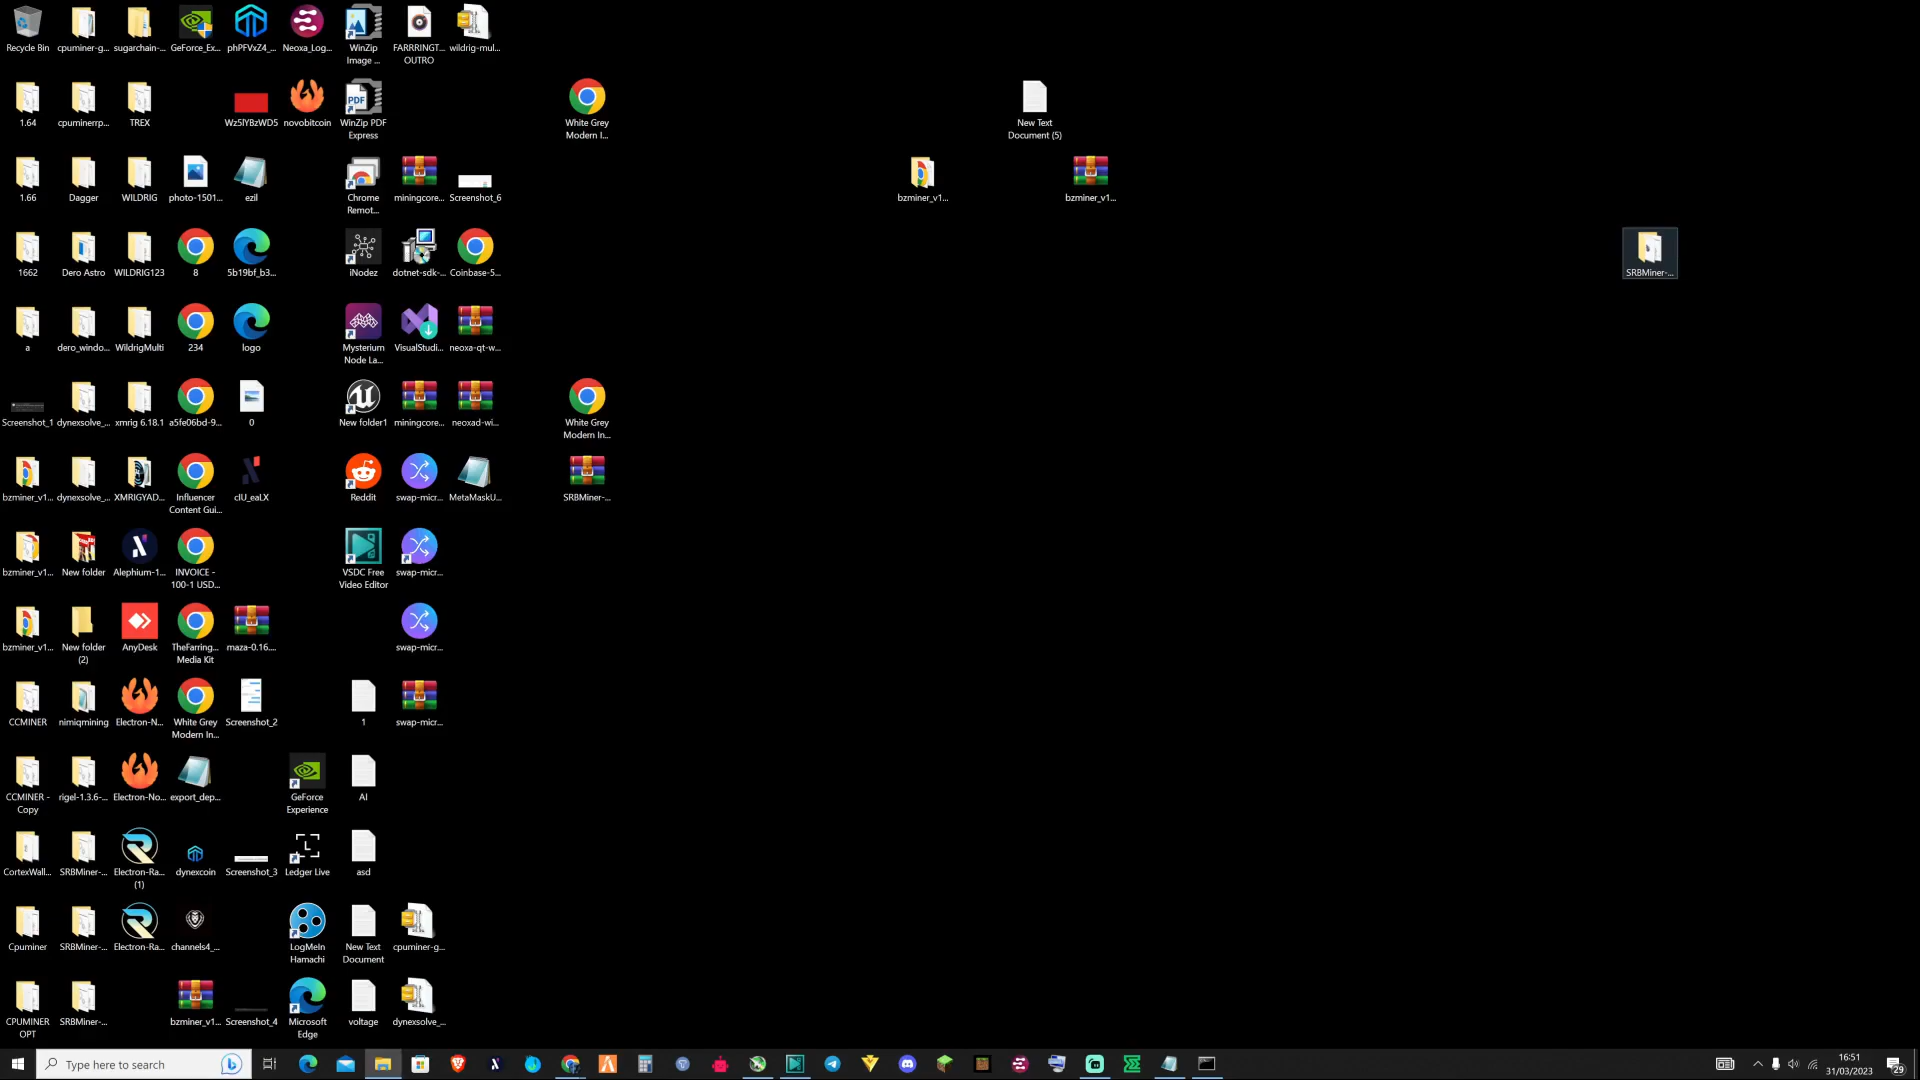 Recycle Bin
cpuminer-g...
sugarchain-...
GeForce_Ex...
phPFVxZ4_...
Neoxa_Log...
WinZip
Image ...
FARRRINGT...
OUTRO
wildrig-mul...
1.64
cpuminerrp...
TREX
Wz5lYBzWD5
novobitcoin
WinZip PDF
Express
White Grey
Modern I...
New Text
Document (5)
1.66
Dagger
WILDRIG
photo-1501...
ezil
Chrome
Remot...
miningcore...
Screenshot_6
bzminer_v1...
bzminer_v1...
1662
Dero Astro
WILDRIG123
8
5b19bf_b3...
iNodez
dotnet-sdk-...
Coinbase-5...
SRBMiner-...
a
dero_windo...
WildrigMulti
234
logo
Mysterium
Node La...
VisualStudi...
neoxa-qt-w...
Screenshot_1
dynexsolve_...
xmrig 6.18.1
a5fe06bd-9...
0
New folder1
miningcore...
neoxad-wi...
White Grey
Modern In...
bzminer_v1...
dynexsolve_...
XMRIGYAD...
Influencer
Content Gui...
clU_eaLX
Reddit
swap-micr...
MetaMaskU...
SRBMiner-...
bzminer_v1...
New folder
Alephium-1...
INVOICE -
100-1 USD...
VSDC Free
Video Editor
swap-micr...
bzminer_v1...
New folder
(2)
AnyDesk
TheFarring...
Media Kit
maza-0.16....
swap-micr...
CCMINER
nimiqmining
Electron-N...
White Grey
Modern In...
Screenshot_2
1
swap-micr...
CCMINER -
Copy
rigel-1.3.6-...
Electron-No...
export_dep...
GeForce
Experience
AI
CortexWall...
SRBMiner-...
Electron-Ra...
(1)
dynexcoin
Screenshot_3
Ledger Live
asd
Cpuminer
SRBMiner-...
Electron-Ra...
channels4_...
LogMeIn
Hamachi
New Text
Document
cpuminer-g...
CPUMINER
OPT
SRBMiner-...
bzminer_v1...
Screenshot_4
Microsoft
Edge
voltage
dynexsolve_...
Type here to search
16:51
31/03/2023
29